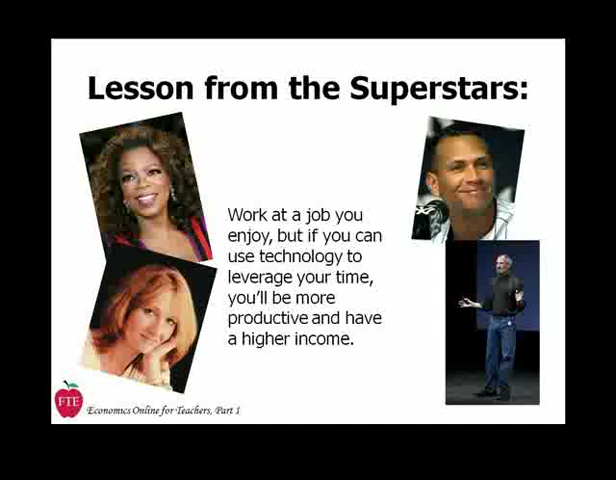 Lesson from the Superstars:
Work at a job you
enjoy, but if you can
use technology to
leverage your time,
you'll be more
productive and have
a higher income.
FTE
Economics Online for Teachers, Part 1